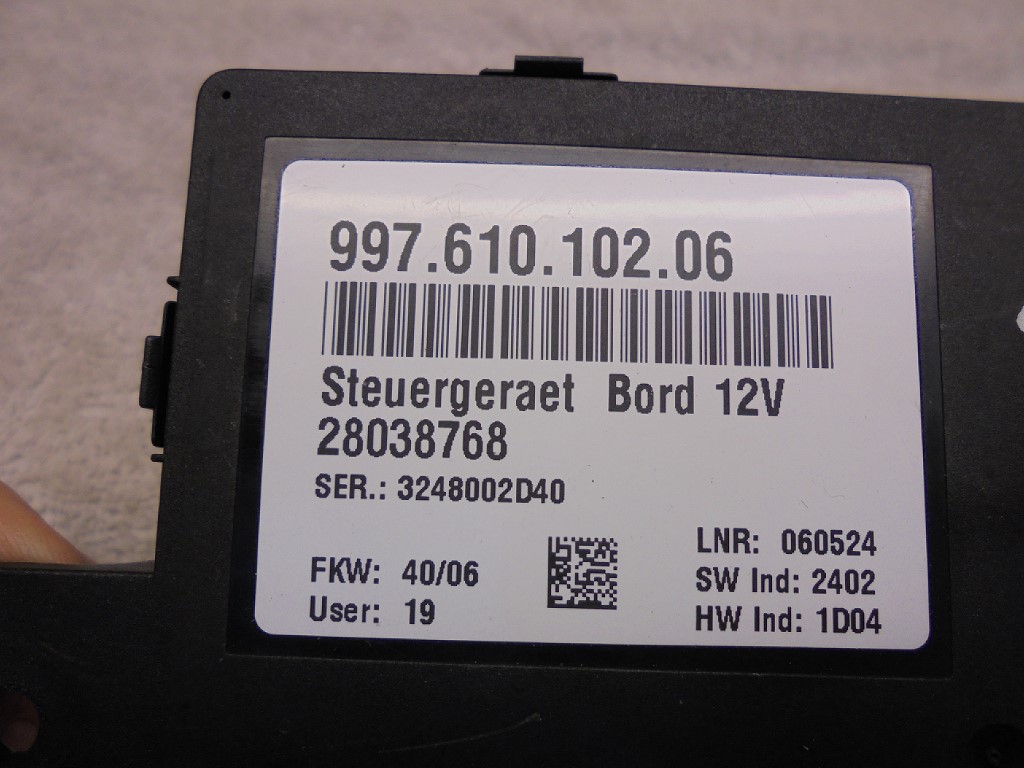 997.610.102.06
Steuergeraet Bord 12V
28038768
SER.: 3248002D40
FKW: 40/06
User: 19
LNR: 060524
SW Ind: 2402
HW Ind: 1D04